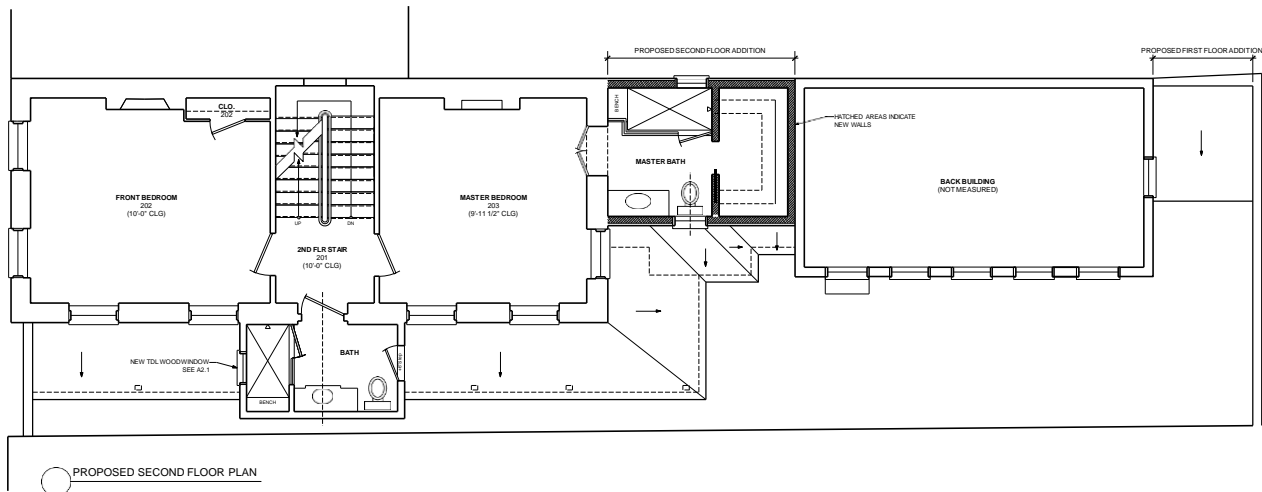 PROPOSED SECOND FLOOR ADDITION
PROPOSED FIRST FLOOR ADDITION
CLO.
202
BENCH
HATCHED AREAS INDICATE
NEW WALLS
MASTER BATH
FRONT BEDROOM
202
(10'-0" CLG)
MASTER BEDROOM
203
(9'-11 1/2" CLG)
BACK BUILDING
(NOT MEASURED)
UP
DN
2ND FLR STAIR
201
(10'-0" CLG)
NEW TDL WOOD WINDOW
SEE A2.1
BATH
BENCH
PROPOSED SECOND FLOOR PLAN